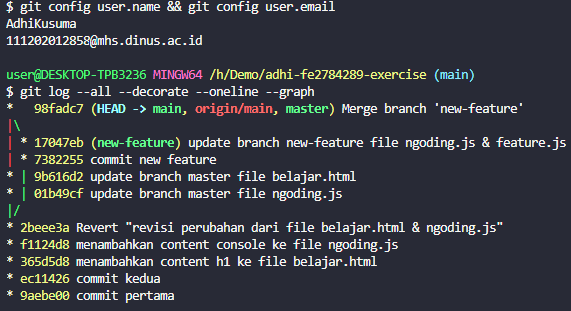 $ git config user.name && git config user.email
AdhiKusuma
111202012858@mhs.dinus.ac.id
user@DESKTOP-TPB3236 MINGW64 /h/Demo/adhi-fe2784289-exercise (main)
$ git log --all --decorate --oneline --graph
*   98fadc7 (HEAD -> main, origin/main, master) Merge branch 'new-feature'
|\
| * 17047eb (new-feature) update branch new-feature file ngoding.js & feature.js
| * 7382255 commit new feature
* | 9b616d2 update branch master file belajar.html
* | 01b49cf update branch master file ngoding.js
|/
* 2beee3a Revert "revisi perubahan dari file belajar.html & ngoding.js"
* f1124d8 menambahkan content console ke file ngoding.js
* 365d5d8 menambahkan content h1 ke file belajar.html
* ec11426 commit kedua
* 9aebe00 commit pertama